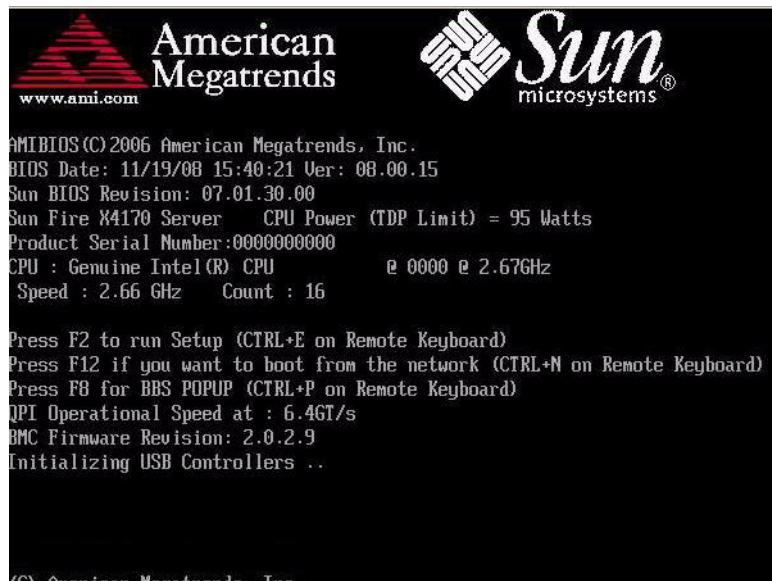 American
Megatrends
www.ami.com
Sun
microsystems®
AMIBIOS(C)2006 American Megatrends, Inc.
BIOS Date: 11/19/08 15:40:21 Ver: 08.00.15
Sun BIOS Revision: 07.01.30.00
Sun Fire X4170 Server    CPU Power (TDP Limit) = 95 Watts
Product Serial Number:0000000000
CPU : Genuine Intel(R) CPU           @ 0000 @ 2.67GHz
Speed : 2.66 GHz    Count : 16
Press F2 to run Setup (CTRL+E on Remote Keyboard)
Press F12 if you want to boot from the network (CTRL+N on Remote Keyboard)
Press F8 for BBS POPUP (CTRL+P on Remote Keyboard)
QPI Operational Speed at : 6.4GT/s
BMC Firmware Revision: 2.0.2.9
Initializing USB Controllers ..
(C) American Megatrends, Inc.